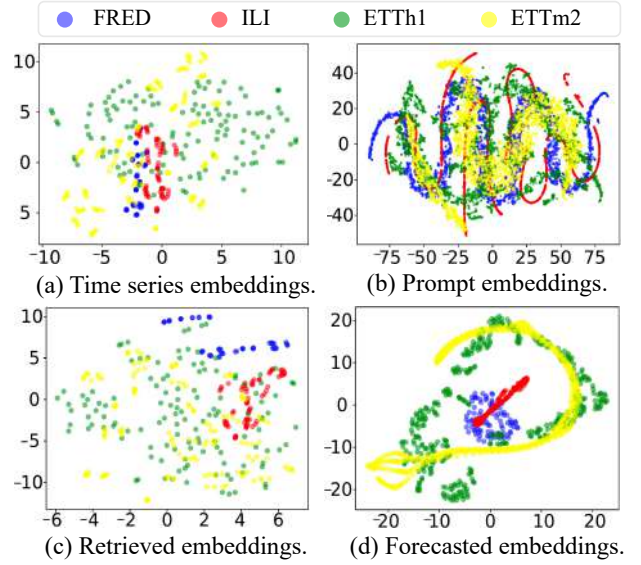 FRED ILI ETTh1 ETTm2
10
5
0
5
−10 −5 0 5 10
(a) Time series embeddings.
40
20
0
−20
−40
−75 −50 −25 0 25 50 75
(b) Prompt embeddings.
10
5
0
−5
−10
−6 −4 −2 0 2 4 6
(c) Retrieved embeddings.
20
10
0
−10
−20
−20 −10 0 10 20
(d) Forecasted embeddings.